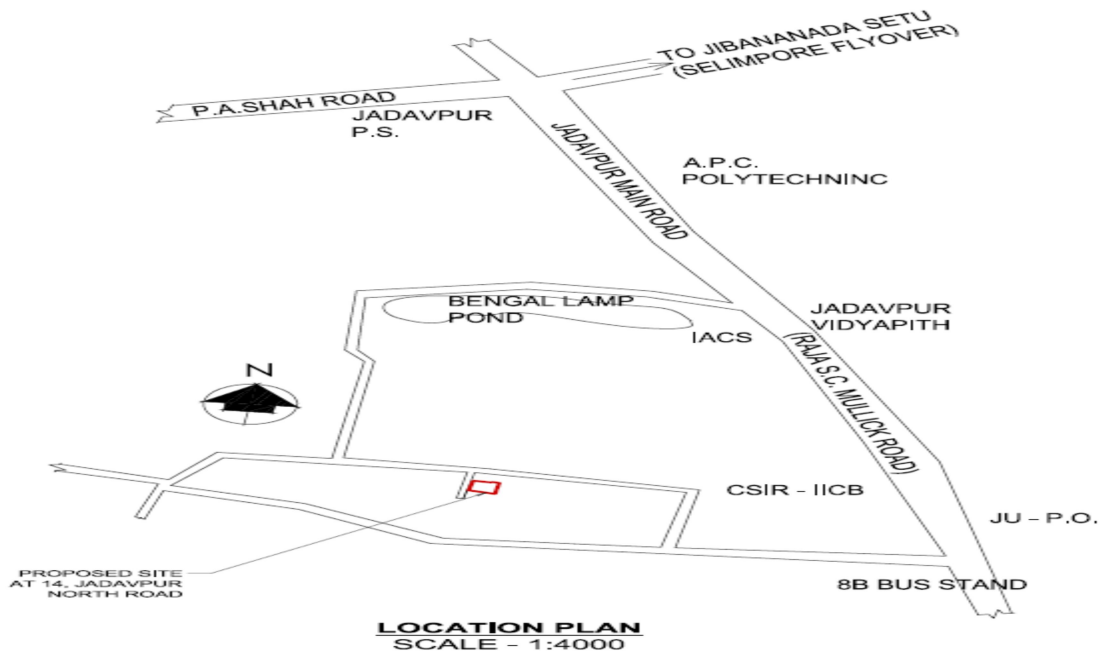 TO JIBANANADA SETU
(SELIMPORE FLYOVER)
P.A.SHAH ROAD
JADAVPUR
P.S.
JADAVPUR MAIN ROAD
A.P.C.
POLYTECHNINC
BENGAL LAMP
POND
IACS
JADAVPUR
VIDYAPITH
(RAJA S.C. MULLICK ROAD)
N
CSIR - IICB
JU - P.O.
PROPOSED SITE
AT 14, JADAVPUR
NORTH ROAD
8B BUS STAND
LOCATION PLAN
SCALE - 1:4000